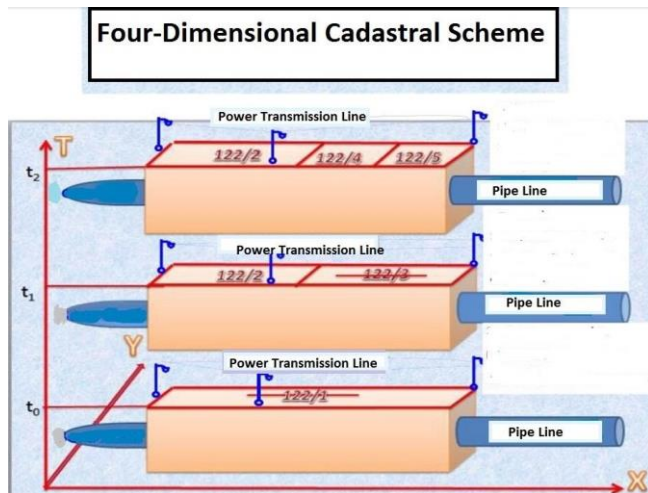 Four-Dimensional Cadastral Scheme
Power Transmission Line
T
t2
122/2
122/4
122/5
Pipe Line
Power Transmission Line
t1
122/2
122/3
Pipe Line
Y
Power Transmission Line
t0
122/1
Pipe Line
X